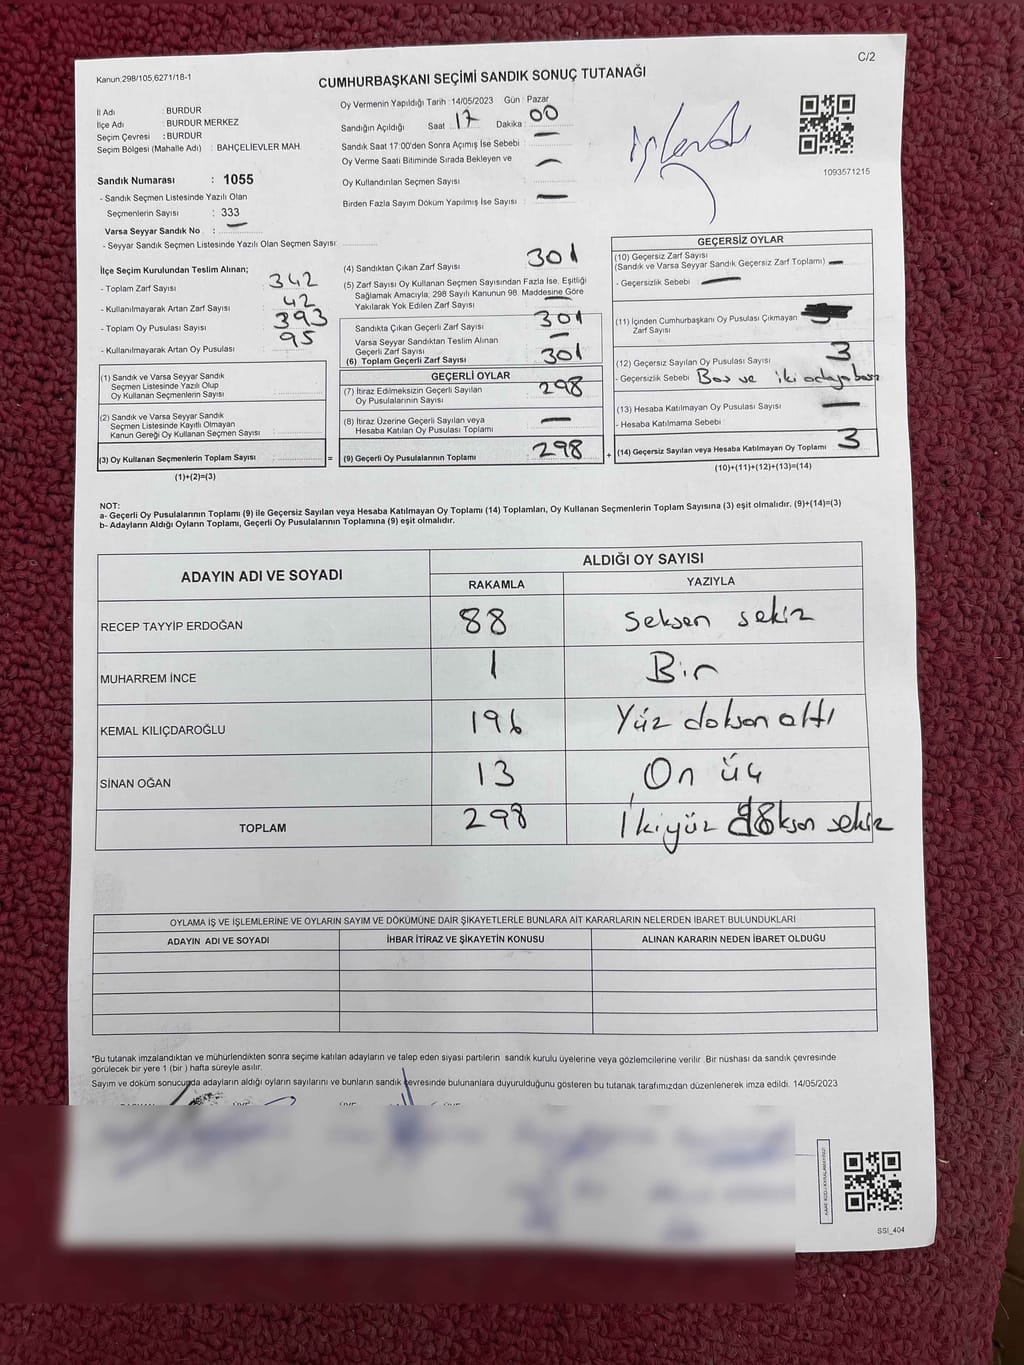 Kanun,298/105,6271/18-1
C/2
CUMHURBAŞKANI SEÇİMİ SANDIK SONUÇ TUTANAĞI
İl Adı : BURDUR
İlçe Adı : BURDUR MERKEZ
Seçim Çevresi : BURDUR
Seçim Bölgesi (Mahalle Adı) : BAHÇELİEVLER MAH.
Sandık Numarası : 1055
- Sandık Seçmen Listesinde Yazılı Olan
Seçmenlerin Sayısı : 333
Varsa Seyyar Sandık No : —
- Seyyar Sandık Seçmen Listesinde Yazılı Olan Seçmen Sayısı:
Oy Vermenin Yapıldığı Tarih : 14/05/2023 Gün : Pazar
Sandığın Açıldığı Saat : 17 Dakika : 00
Sandık Saat 17:00'den Sonra Açımış İse Sebebi : —
Oy Verme Saati Bitiminde Sırada Bekleyen ve
Oy Kullandırılan Seçmen Sayısı : —
Birden Fazla Sayım Döküm Yapılmış İse Sayısı : —
işlendi
1093571215
İlçe Seçim Kurulundan Teslim Alınan;
- Toplam Zarf Sayısı : 342
- Kullanılmayarak Artan Zarf Sayısı : 42
- Toplam Oy Pusulası Sayısı : 393
- Kullanılmayarak Artan Oy Pusulası : 95
(1) Sandık ve Varsa Seyyar Sandık
Seçmen Listesinde Yazılı Olup
Oy Kullanan Seçmenlerin Sayısı :
(2) Sandık ve Varsa Seyyar Sandık
Seçmen Listesinde Kayıtlı Olmayan
Kanun Gereği Oy Kullanan Seçmen Sayısı :
(3) Oy Kullanan Seçmenlerin Toplam Sayısı :
(1)+(2)=(3)
(4) Sandıktan Çıkan Zarf Sayısı : 301
(5) Zarf Sayısı Oy Kullanan Seçmen Sayısından Fazla İse, Eşitliği
Sağlamak Amacıyla; 298 Sayılı Kanunun 98. Maddesine Göre
Yakılarak Yok Edilen Zarf Sayısı : —
Sandıkta Çıkan Geçerli Zarf Sayısı : 301
Varsa Seyyar Sandıktan Teslim Alınan
Geçerli Zarf Sayısı : —
(6) Toplam Geçerli Zarf Sayısı : 301
GEÇERLİ OYLAR
(7) İtiraz Edilmeksizin Geçerli Sayılan
Oy Pusulalarının Sayısı : 298
(8) İtiraz Üzerine Geçerli Sayılan veya
Hesaba Katılan Oy Pusulası Toplamı : —
= (9) Geçerli Oy Pusulalarının Toplamı : 298
GEÇERSİZ OYLAR
(10) Geçersiz Zarf Sayısı
(Sandık ve Varsa Seyyar Sandık Geçersiz Zarf Toplamı) : —
- Geçersizlik Sebebi : —
(11) İçinden Cumhurbaşkanı Oy Pusulası Çıkmayan
Zarf Sayısı :
(12) Geçersiz Sayılan Oy Pusulası Sayısı : 3
- Geçersizlik Sebebi : Boş ve iki adaya bası
(13) Hesaba Katılmayan Oy Pusulası Sayısı : —
- Hesaba Katılmama Sebebi :
+ (14) Geçersiz Sayılan veya Hesaba Katılmayan Oy Toplamı : 3
(10)+(11)+(12)+(13)=(14)
NOT:
a- Geçerli Oy Pusulalarının Toplamı (9) ile Geçersiz Sayılan veya Hesaba Katılmayan Oy Toplamı (14) Toplamları, Oy Kullanan Seçmenlerin Toplam Sayısına (3) eşit olmalıdır. (9)+(14)=(3)
b- Adayların Aldığı Oyların Toplamı, Geçerli Oy Pusulalarının Toplamına (9) eşit olmalıdır.
ADAYIN ADI VE SOYADI ALDIĞI OY SAYISI
RAKAMLA YAZIYLA
RECEP TAYYİP ERDOĞAN 88 seksen sekiz
MUHARREM İNCE 1 Bir
KEMAL KILIÇDAROĞLU 196 Yüz doksan altı
SİNAN OĞAN 13 On üç
TOPLAM 298 İkiyüz doksan sekiz
OYLAMA İŞ VE İŞLEMLERİNE VE OYLARIN SAYIM VE DÖKÜMÜNE DAİR ŞİKAYETLERLE BUNLARA AİT KARARLARIN NELERDEN İBARET BULUNDUKLARI
ADAYIN ADI VE SOYADI İHBAR İTİRAZ VE ŞİKAYETİN KONUSU ALINAN KARARIN NEDEN İBARET OLDUĞU
*Bu tutanak imzalandıktan ve mühürlendikten sonra seçime katılan adayların ve talep eden siyasi partilerin sandık kurulu üyelerine veya gözlemcilerine verilir. Bir nüshası da sandık çevresinde
görülecek bir yere 1 (bir ) hafta süreyle asılır.
Sayım ve döküm sonucunda adayların aldığı oyların sayılarını ve bunların sandık çevresinde bulunanlara duyurulduğunu gösteren bu tutanak tarafımızdan düzenlenerek imza edildi. 14/05/2023
SSI_404